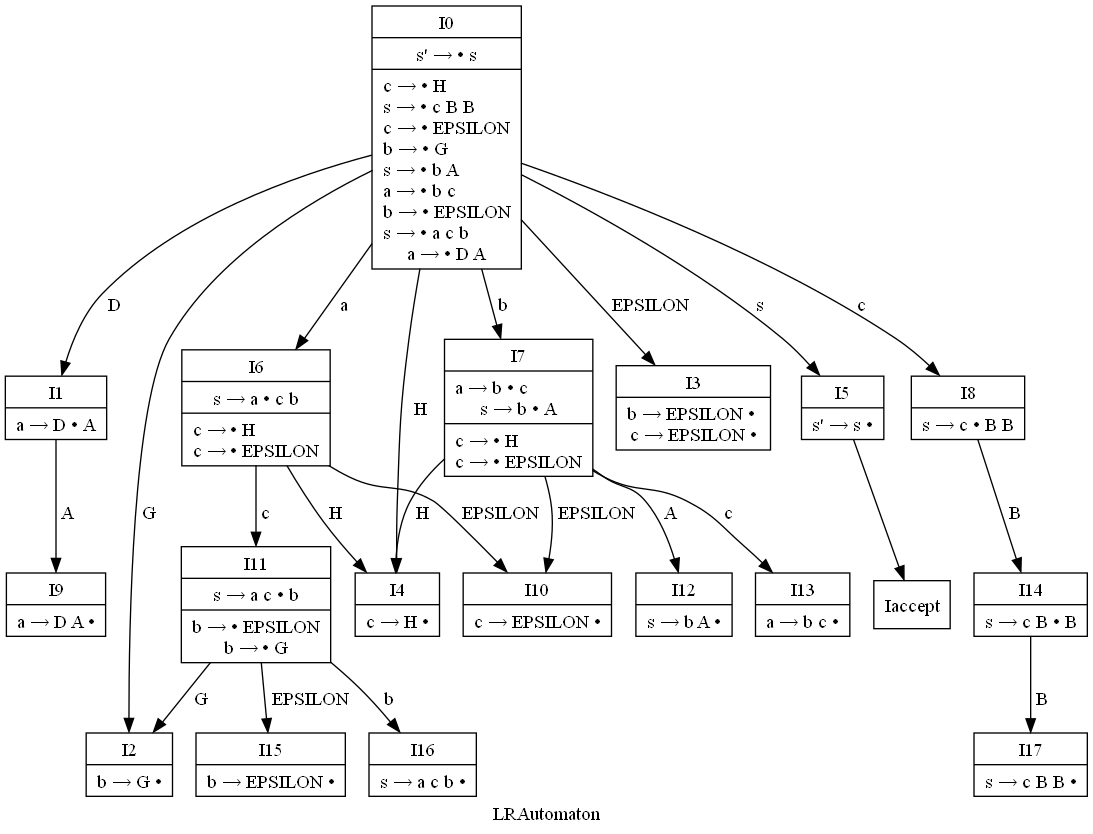 I0
s' → • s
c → • H
s → • c B B
c → • EPSILON
b → • G
s → • b A
a → • b c
b → • EPSILON
s → • a c b
a → • D A
D
G
a
H
b
EPSILON
s
c
I1
a → D • A
I6
s → a • c b
c → • H
c → • EPSILON
I7
a → b • c
s → b • A
c → • H
c → • EPSILON
I3
b → EPSILON •
c → EPSILON •
I5
s' → s •
I8
s → c • B B
A
c
H
EPSILON
H
EPSILON
A
c
B
I9
a → D A •
I11
s → a c • b
b → • EPSILON
b → • G
I4
c → H •
I10
c → EPSILON •
I12
s → b A •
I13
a → b c •
Iaccept
I14
s → c B • B
G
EPSILON
b
B
I2
b → G •
I15
b → EPSILON •
I16
s → a c b •
I17
s → c B B •
LRAutomaton